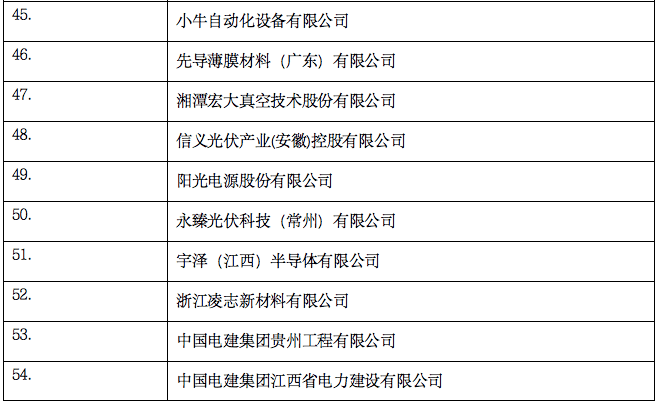 45. 小牛自动化设备有限公司
46. 先导薄膜材料（广东）有限公司
47. 湘潭宏大真空技术股份有限公司
48. 信义光伏产业(安徽)控股有限公司
49. 阳光电源股份有限公司
50. 永臻光伏科技（常州）有限公司
51. 宇泽（江西）半导体有限公司
52. 浙江凌志新材料有限公司
53. 中国电建集团贵州工程有限公司
54. 中国电建集团江西省电力建设有限公司